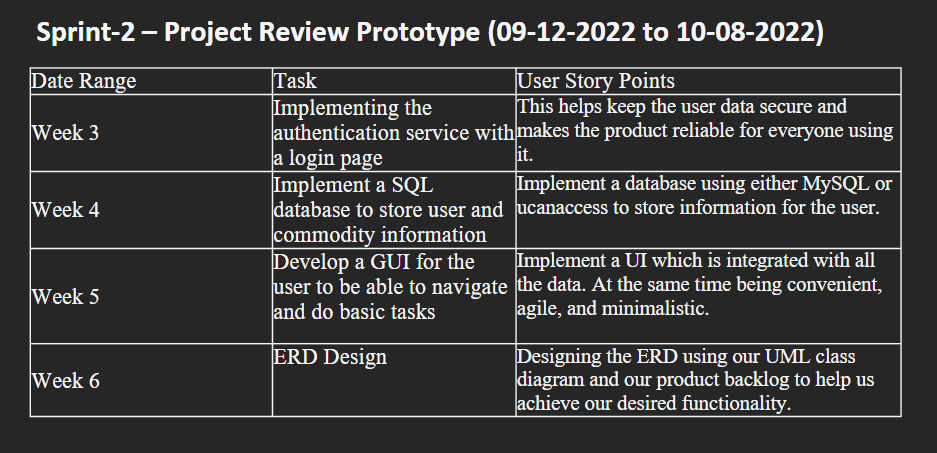 Sprint-2 – Project Review Prototype (09-12-2022 to 10-08-2022)
Date Range
Task
User Story Points
Week 3
Implementing the
authentication service with
a login page
This helps keep the user data secure and
makes the product reliable for everyone using
it.
Week 4
Implement a SQL
database to store user and
commodity information
Implement a database using either MySQL or
ucanaccess to store information for the user.
Week 5
Develop a GUI for the
user to be able to navigate
and do basic tasks
Implement a UI which is integrated with all
the data. At the same time being convenient,
agile, and minimalistic.
Week 6
ERD Design
Designing the ERD using our UML class
diagram and our product backlog to help us
achieve our desired functionality.